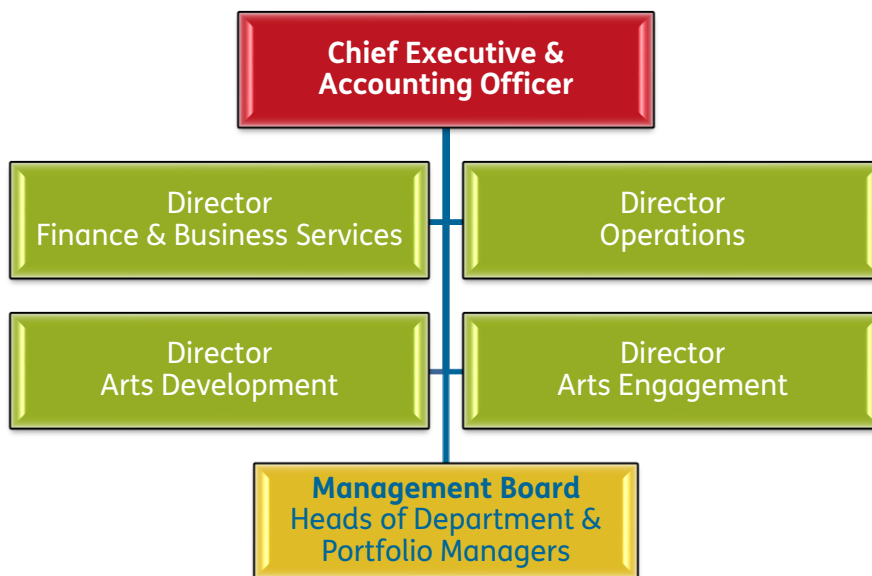 Chief Executive &
Accounting Officer
Director
Finance & Business Services
Director
Operations
Director
Arts Development
Director
Arts Engagement
Management Board
Heads of Department &
Portfolio Managers